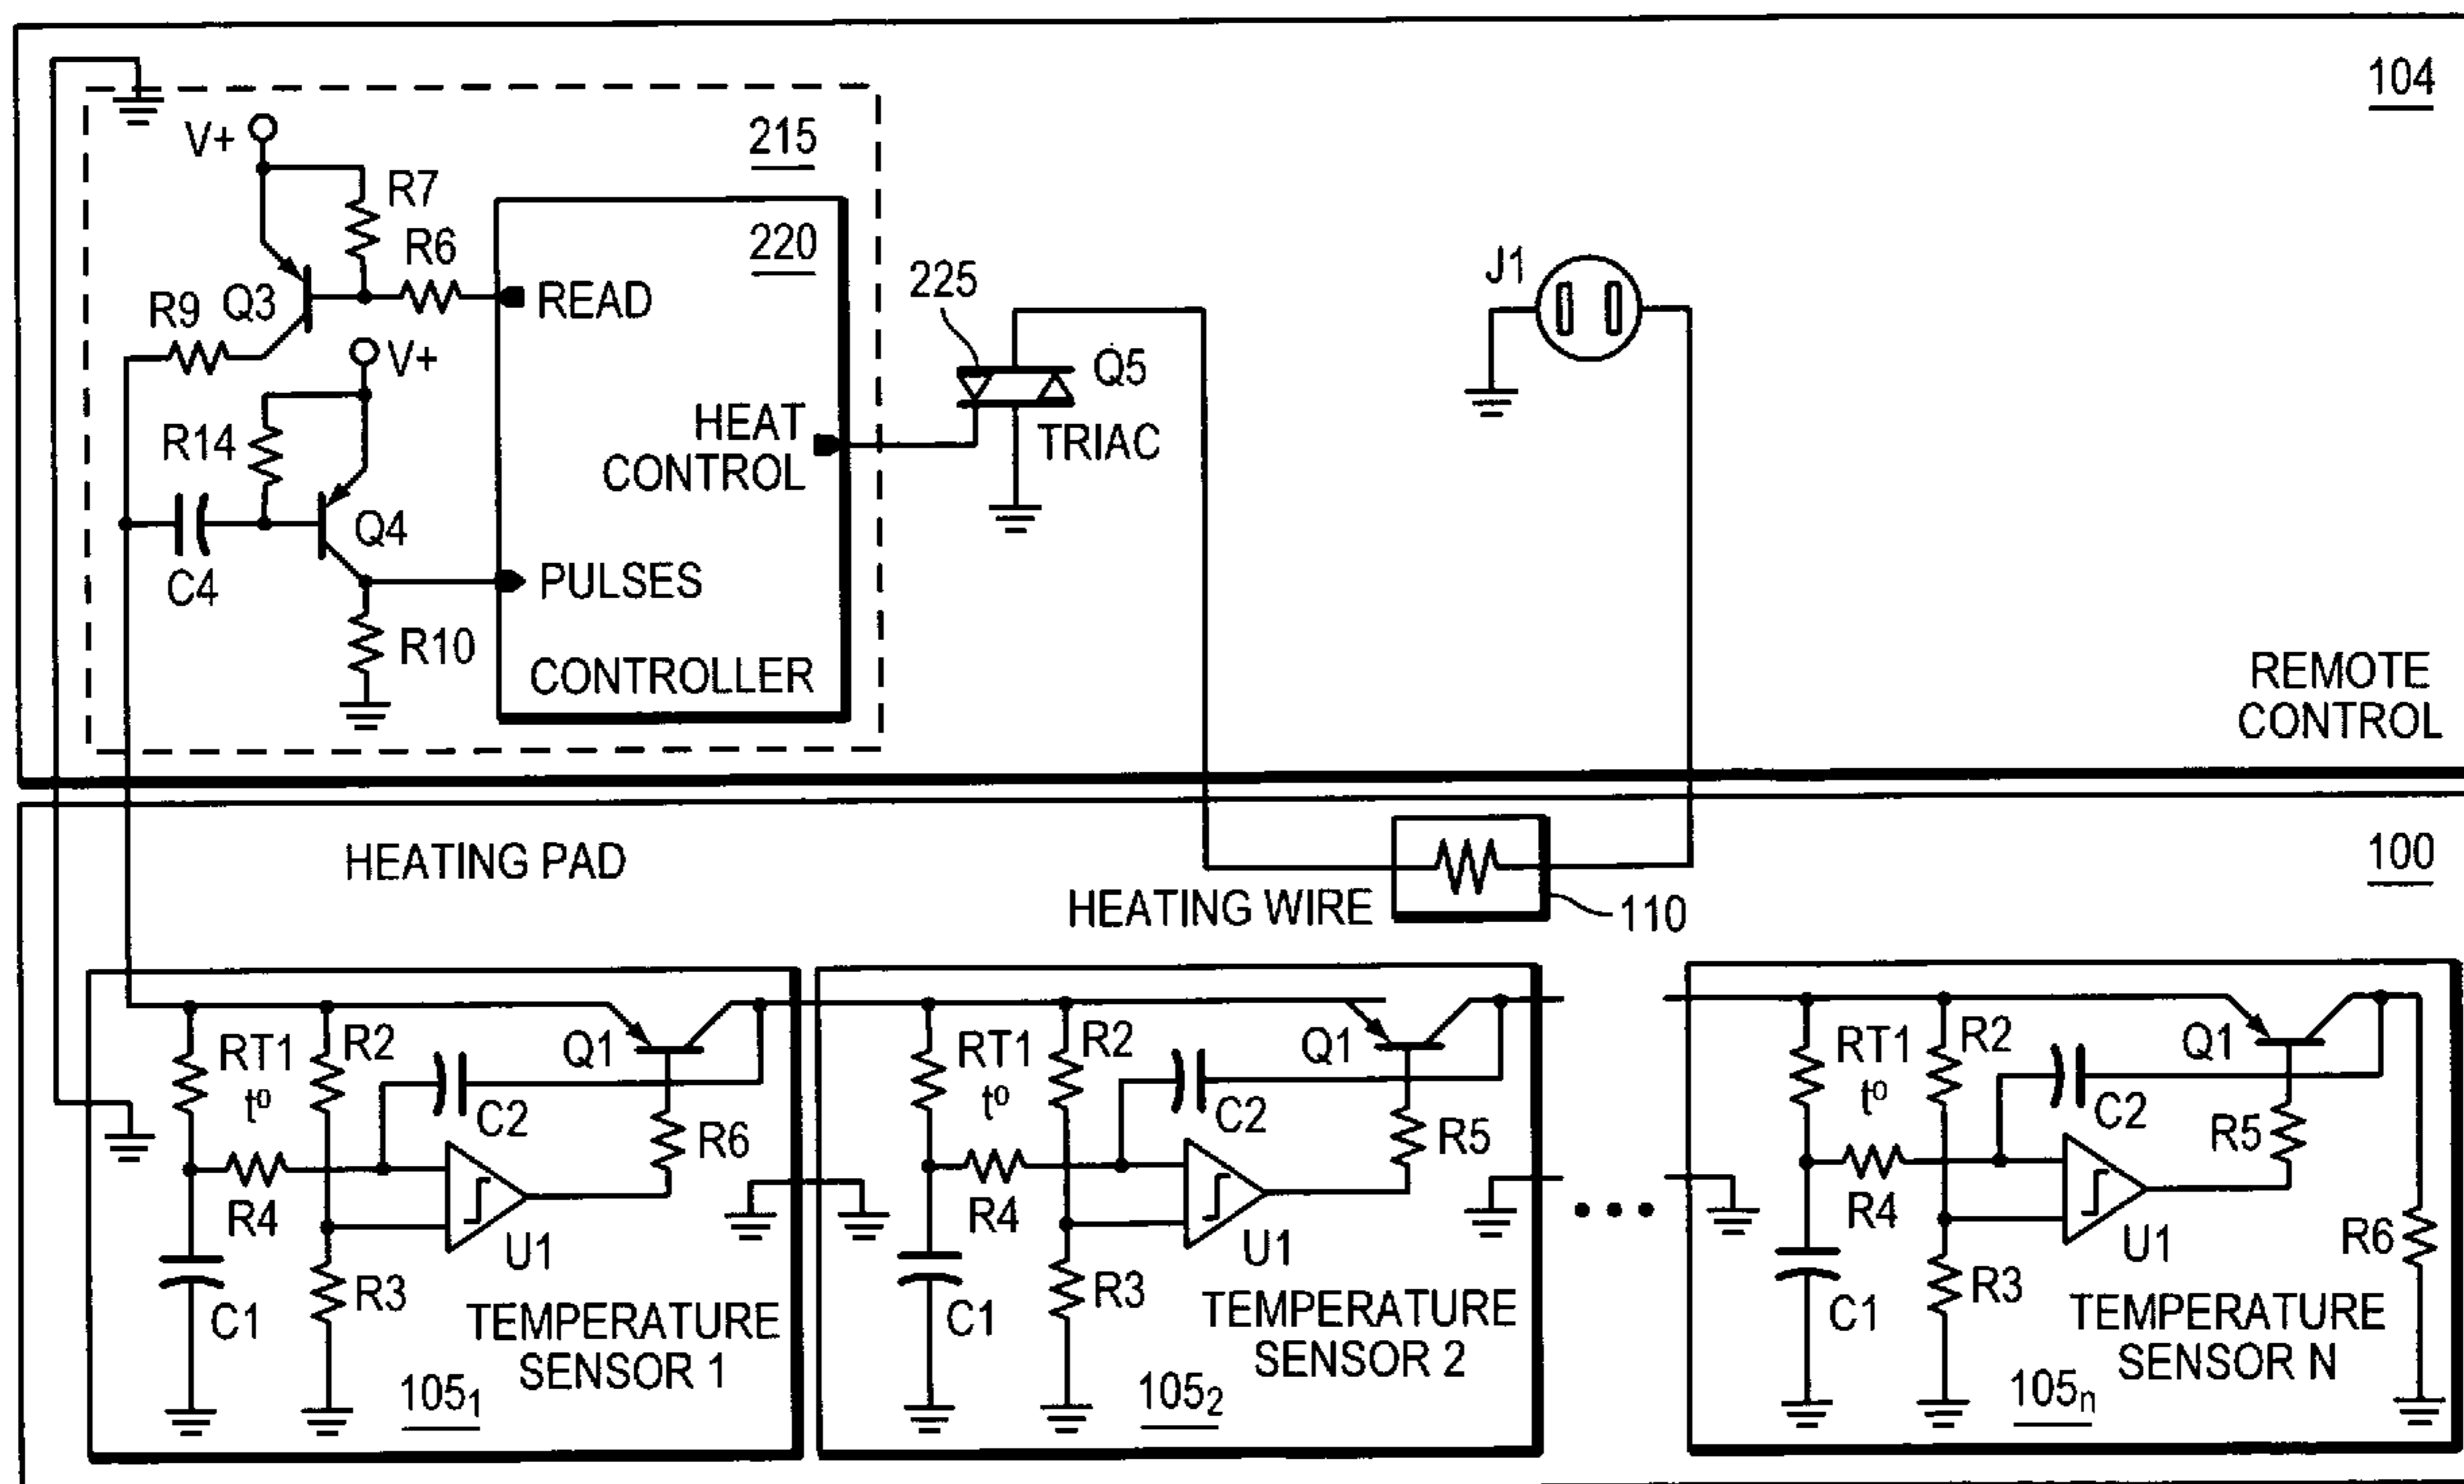 104
V+
215
R7
220
R6
READ
Q3
R9
225
J1
V+
Q5
TRIAC
HEAT
CONTROL
R14
Q4
C4
PULSES
R10
CONTROLLER
REMOTE
CONTROL
HEATING PAD
100
HEATING WIRE
110
RT1
t°
R2
Q1
C2
R6
R4
U1
R3
C1
TEMPERATURE
SENSOR 1
105₁
RT1
t°
R2
Q1
C2
R5
R4
U1
R3
C1
TEMPERATURE
SENSOR 2
105₂
• • •
RT1
t°
R2
Q1
C2
R5
R4
U1
R6
R3
C1
TEMPERATURE
SENSOR N
105ₙ